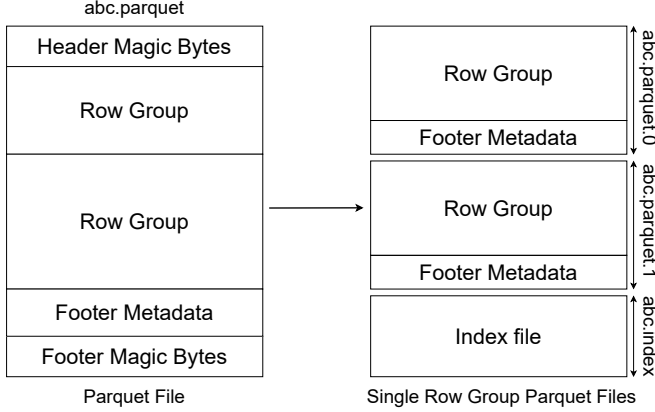 abc.parquet
Header Magic Bytes
Row Group
Row Group
Footer Metadata
Footer Magic Bytes
Parquet File
Row Group
Footer Metadata
abc.parquet.0
Row Group
Footer Metadata
abc.parquet.1
Index file
abc.index
Single Row Group Parquet Files